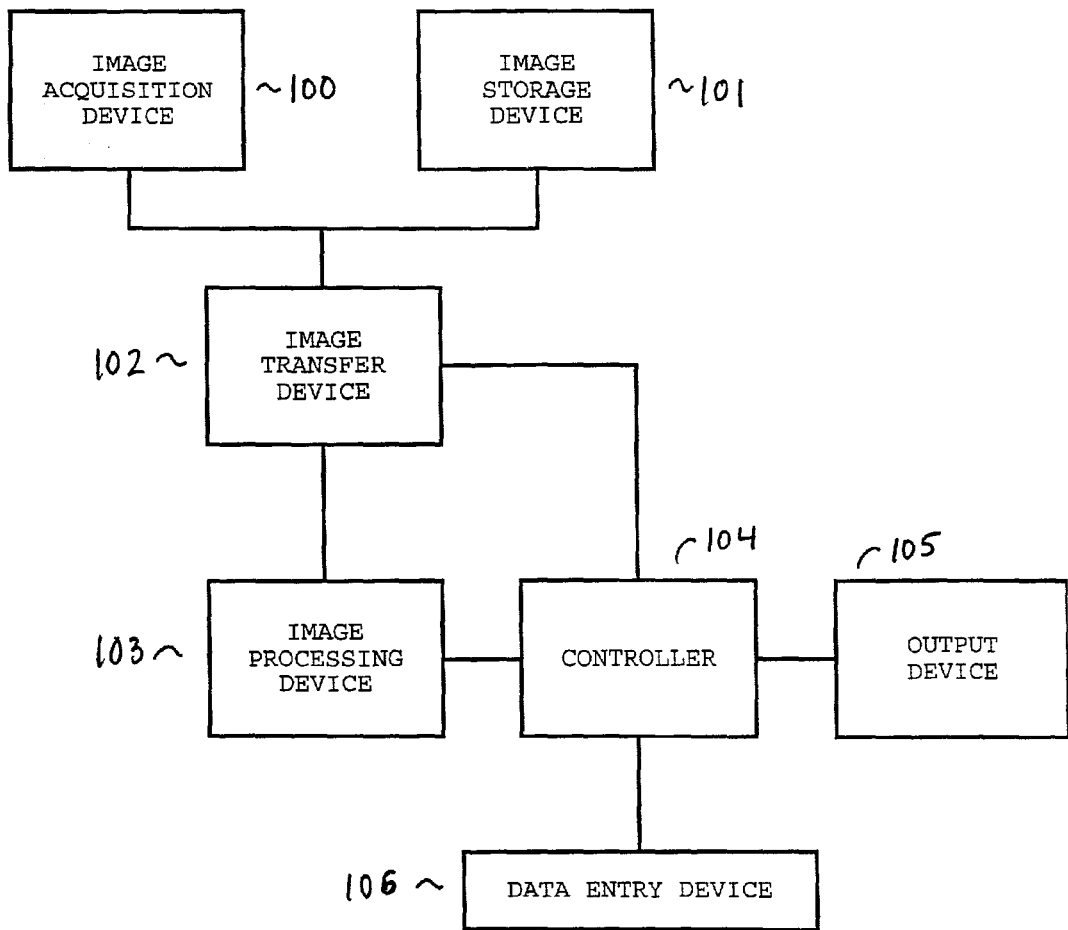 IMAGE
ACQUISITION
DEVICE
~100
IMAGE
STORAGE
DEVICE
~101
102 ~
IMAGE
TRANSFER
DEVICE
104
105
103 ~
IMAGE
PROCESSING
DEVICE
CONTROLLER
OUTPUT
DEVICE
106 ~
DATA ENTRY DEVICE